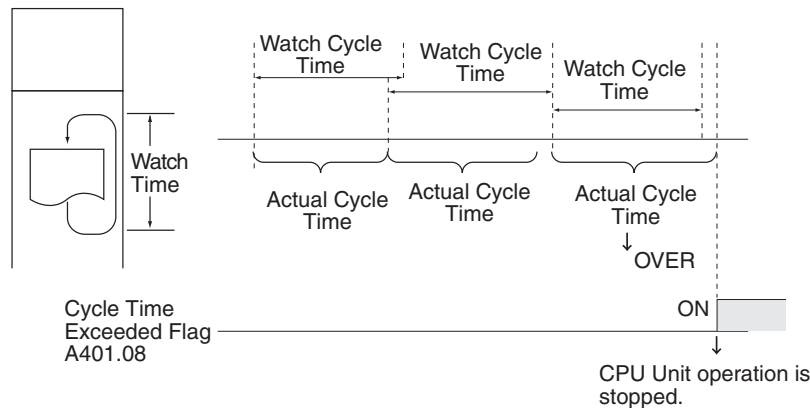 Watch Cycle
Time
Watch Cycle
Time
Watch Cycle
Time
Watch
Time
Actual Cycle
Time
Actual Cycle
Time
Actual Cycle
Time
OVER
Cycle Time
Exceeded Flag
A401.08
ON
CPU Unit operation is
stopped.